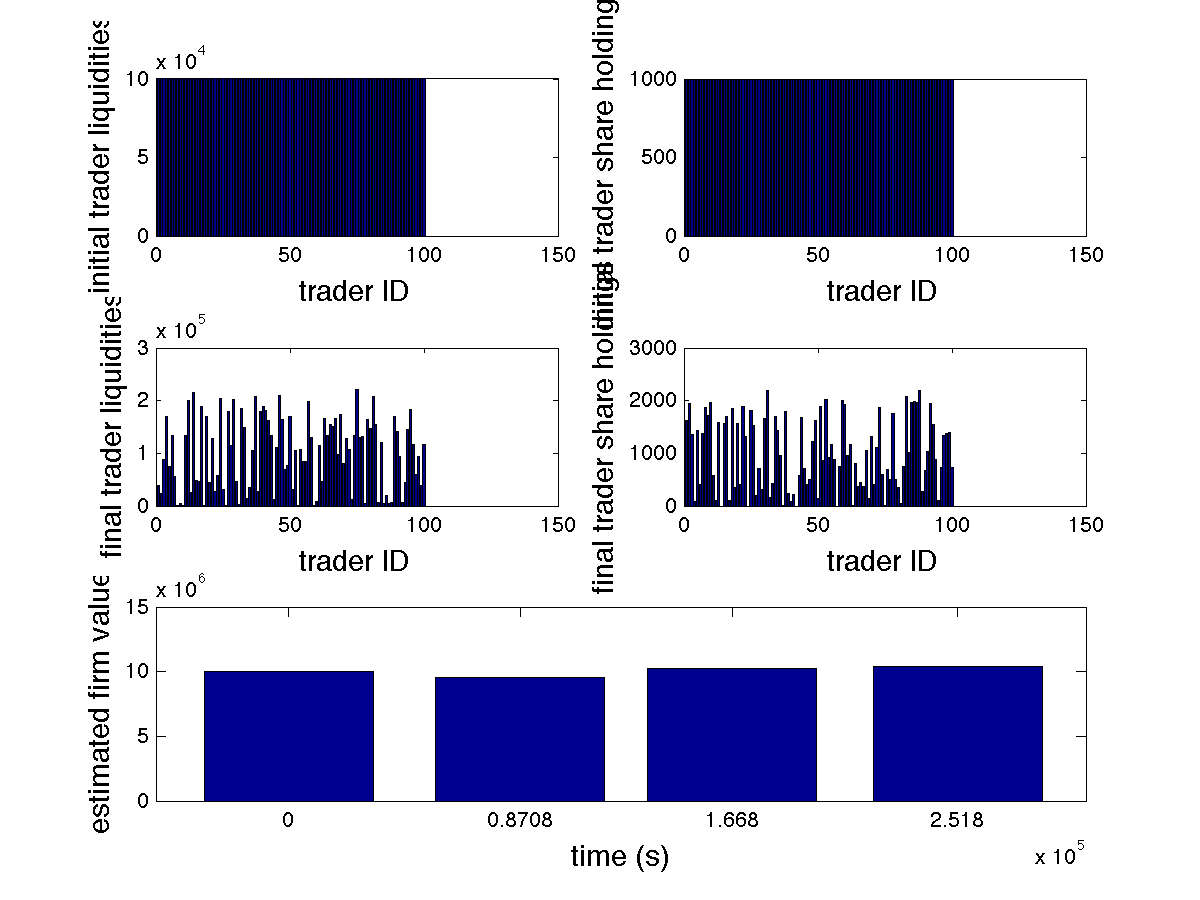 x 10^4
10
5
0
0 50 100 150
trader ID
initial trader liquidities
1000
500
0
0 50 100 150
trader ID
trader share holding
x 10^5
3
2
1
0
0 50 100 150
trader ID
final trader liquidities
3000
2000
1000
0
0 50 100 150
trader ID
final trader share holdings
x 10^6
15
10
5
0
0 0.8708 1.668 2.518
x 10^5
time (s)
estimated firm value